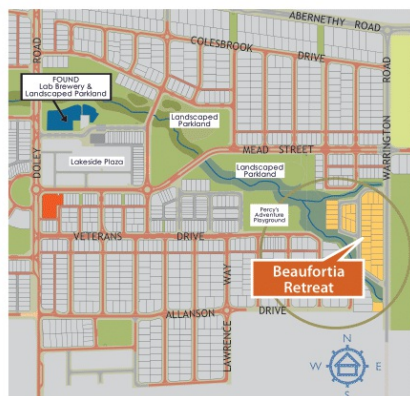 ABERNETHY ROAD
COLESBROOK DRIVE
ROAD
ROAD
FOUND
Lab Brewery &
Landscaped Parkland
Landscaped
Parkland
MEAD STREET
Lakeside Plaza
Landscaped
Parkland
WARRINGTON
DOLEY
Percy's
Adventure
Playground
VETERANS DRIVE
WAY
Beaufortia
Retreat
ALLANSON DRIVE
LAWRENCE
N
W E
S